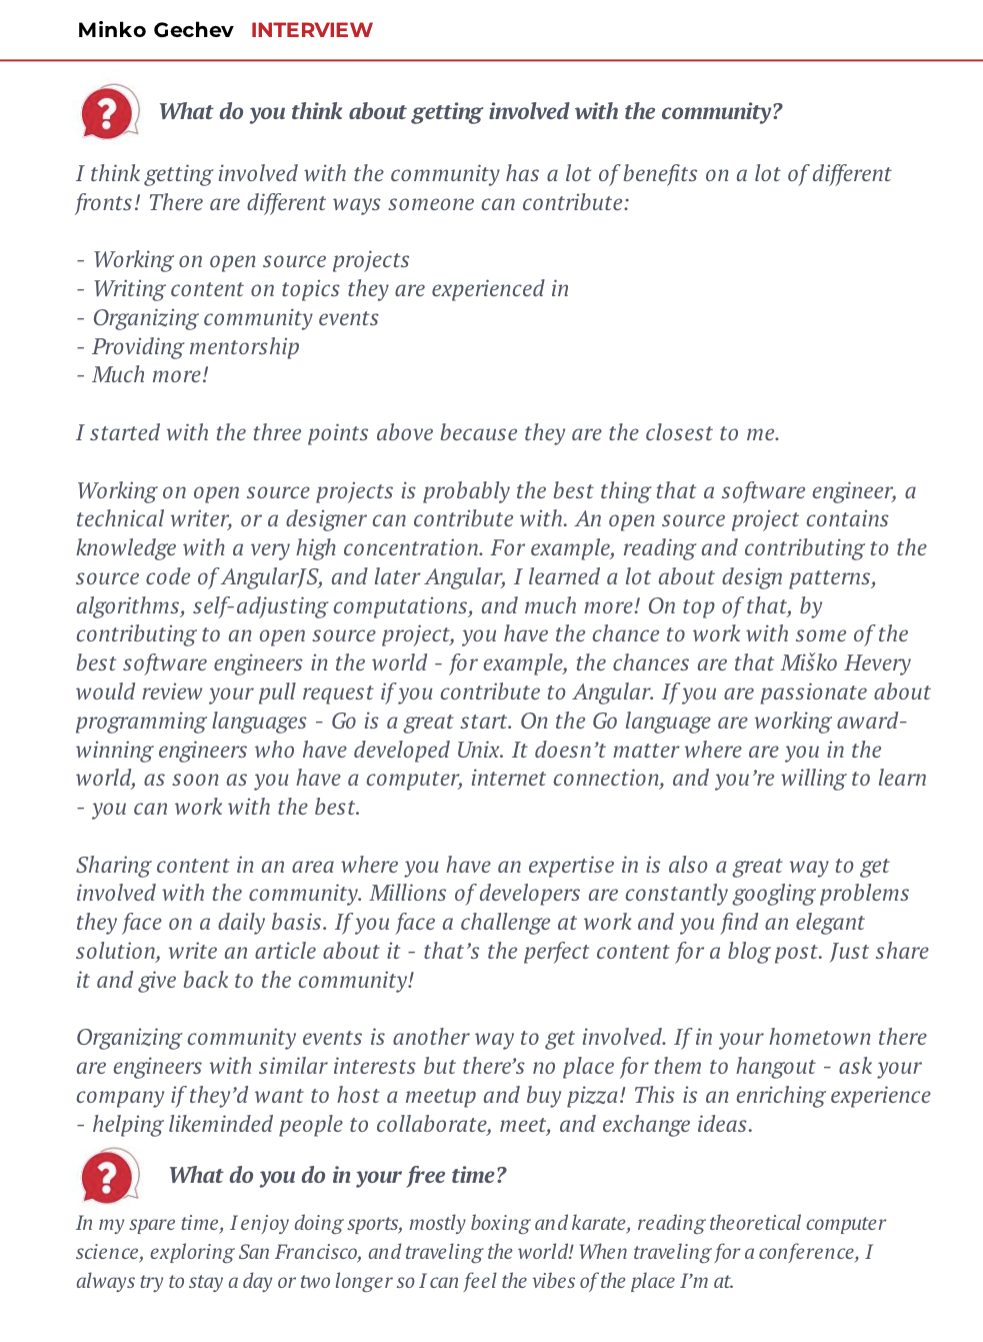 Minko Gechev INTERVIEW
What do you think about getting involved with the community?
I think getting involved with the community has a lot of benefits on a lot of different
fronts! There are different ways someone can contribute:
- Working on open source projects
- Writing content on topics they are experienced in
- Organizing community events
- Providing mentorship
- Much more!
I started with the three points above because they are the closest to me.
Working on open source projects is probably the best thing that a software engineer, a
technical writer, or a designer can contribute with. An open source project contains
knowledge with a very high concentration. For example, reading and contributing to the
source code of AngularJS, and later Angular, I learned a lot about design patterns,
algorithms, self-adjusting computations, and much more! On top of that, by
contributing to an open source project, you have the chance to work with some of the
best software engineers in the world - for example, the chances are that Miško Hevery
would review your pull request if you contribute to Angular. If you are passionate about
programming languages - Go is a great start. On the Go language are working award-
winning engineers who have developed Unix. It doesn’t matter where are you in the
world, as soon as you have a computer, internet connection, and you’re willing to learn
- you can work with the best.
Sharing content in an area where you have an expertise in is also a great way to get
involved with the community. Millions of developers are constantly googling problems
they face on a daily basis. If you face a challenge at work and you find an elegant
solution, write an article about it - that’s the perfect content for a blog post. Just share
it and give back to the community!
Organizing community events is another way to get involved. If in your hometown there
are engineers with similar interests but there’s no place for them to hangout - ask your
company if they’d want to host a meetup and buy pizza! This is an enriching experience
- helping likeminded people to collaborate, meet, and exchange ideas.
What do you do in your free time?
In my spare time, I enjoy doing sports, mostly boxing and karate, reading theoretical computer
science, exploring San Francisco, and traveling the world! When traveling for a conference, I
always try to stay a day or two longer so I can feel the vibes of the place I’m at.